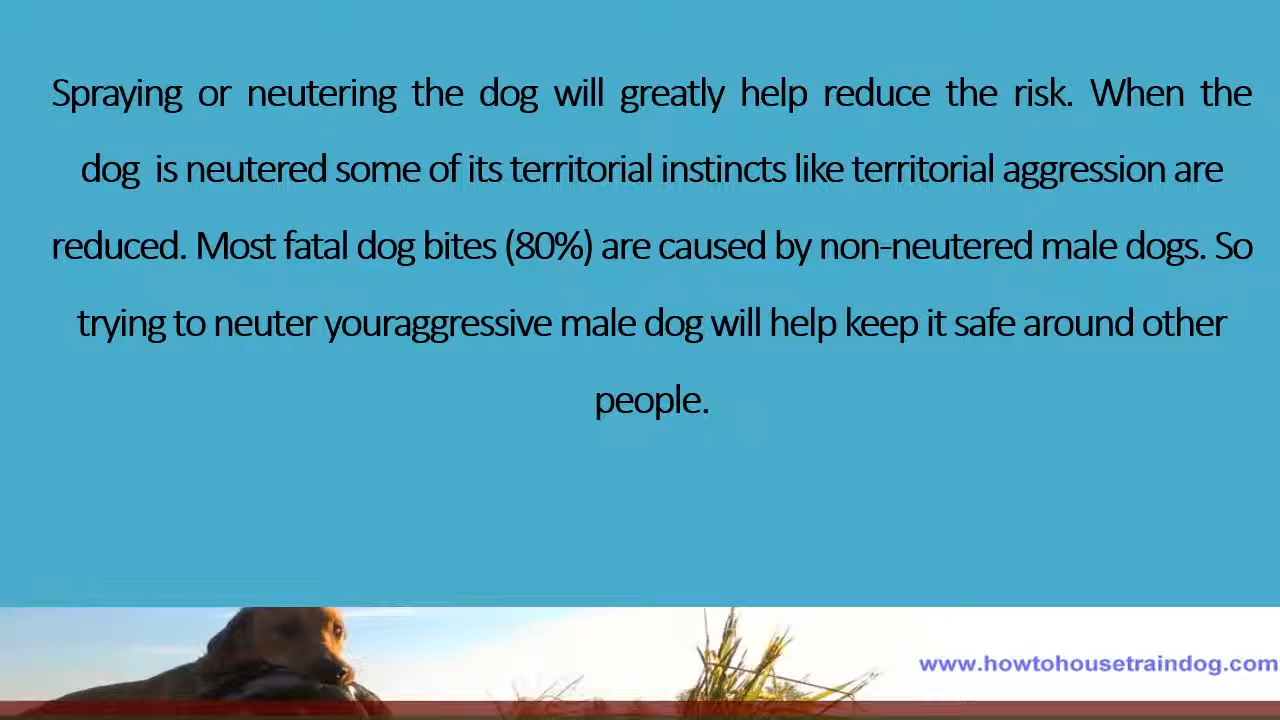 Spraying or neutering the dog will greatly help reduce the risk. When the
dog is neutered some of its territorial instincts like territorial aggression are
reduced. Most fatal dog bites (80%) are caused by non-neutered male dogs. So
trying to neuter youraggressive male dog will help keep it safe around other
people.
www.howtohousetraindog.com